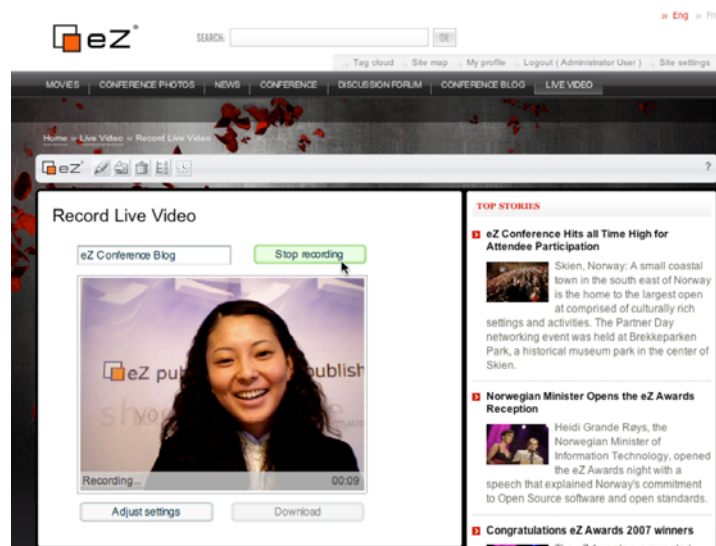 » Eng » Fr
eZ
SEARCH:
OK
Tag cloud Site map My profile Logout ( Administrator User ) Site settings
MOVIES CONFERENCE PHOTOS NEWS CONFERENCE DISCUSSION FORUM CONFERENCE BLOG LIVE VIDEO
Home » Live Video » Record Live Video
eZ
?
Record Live Video
eZ Conference Blog
Stop recording
eZ pub publish
Recording... 00:09
Adjust settings
Download
TOP STORIES
eZ Conference Hits all Time High for
Attendee Participation
Skien, Norway: A small coastal
town in the south east of Norway
is the home to the largest open
at comprised of culturally rich
settings and activities. The Partner Day
networking event was held at Brekkeparken
Park, a historical museum park in the center of
Skien.
Norwegian Minister Opens the eZ Awards
Reception
Heidi Grande Røys, the
Norwegian Minister of
Information Technology, opened
the eZ Awards night with a
speech that explained Norway's commitment
to Open Source software and open standards.
Congratulations eZ Awards 2007 winners